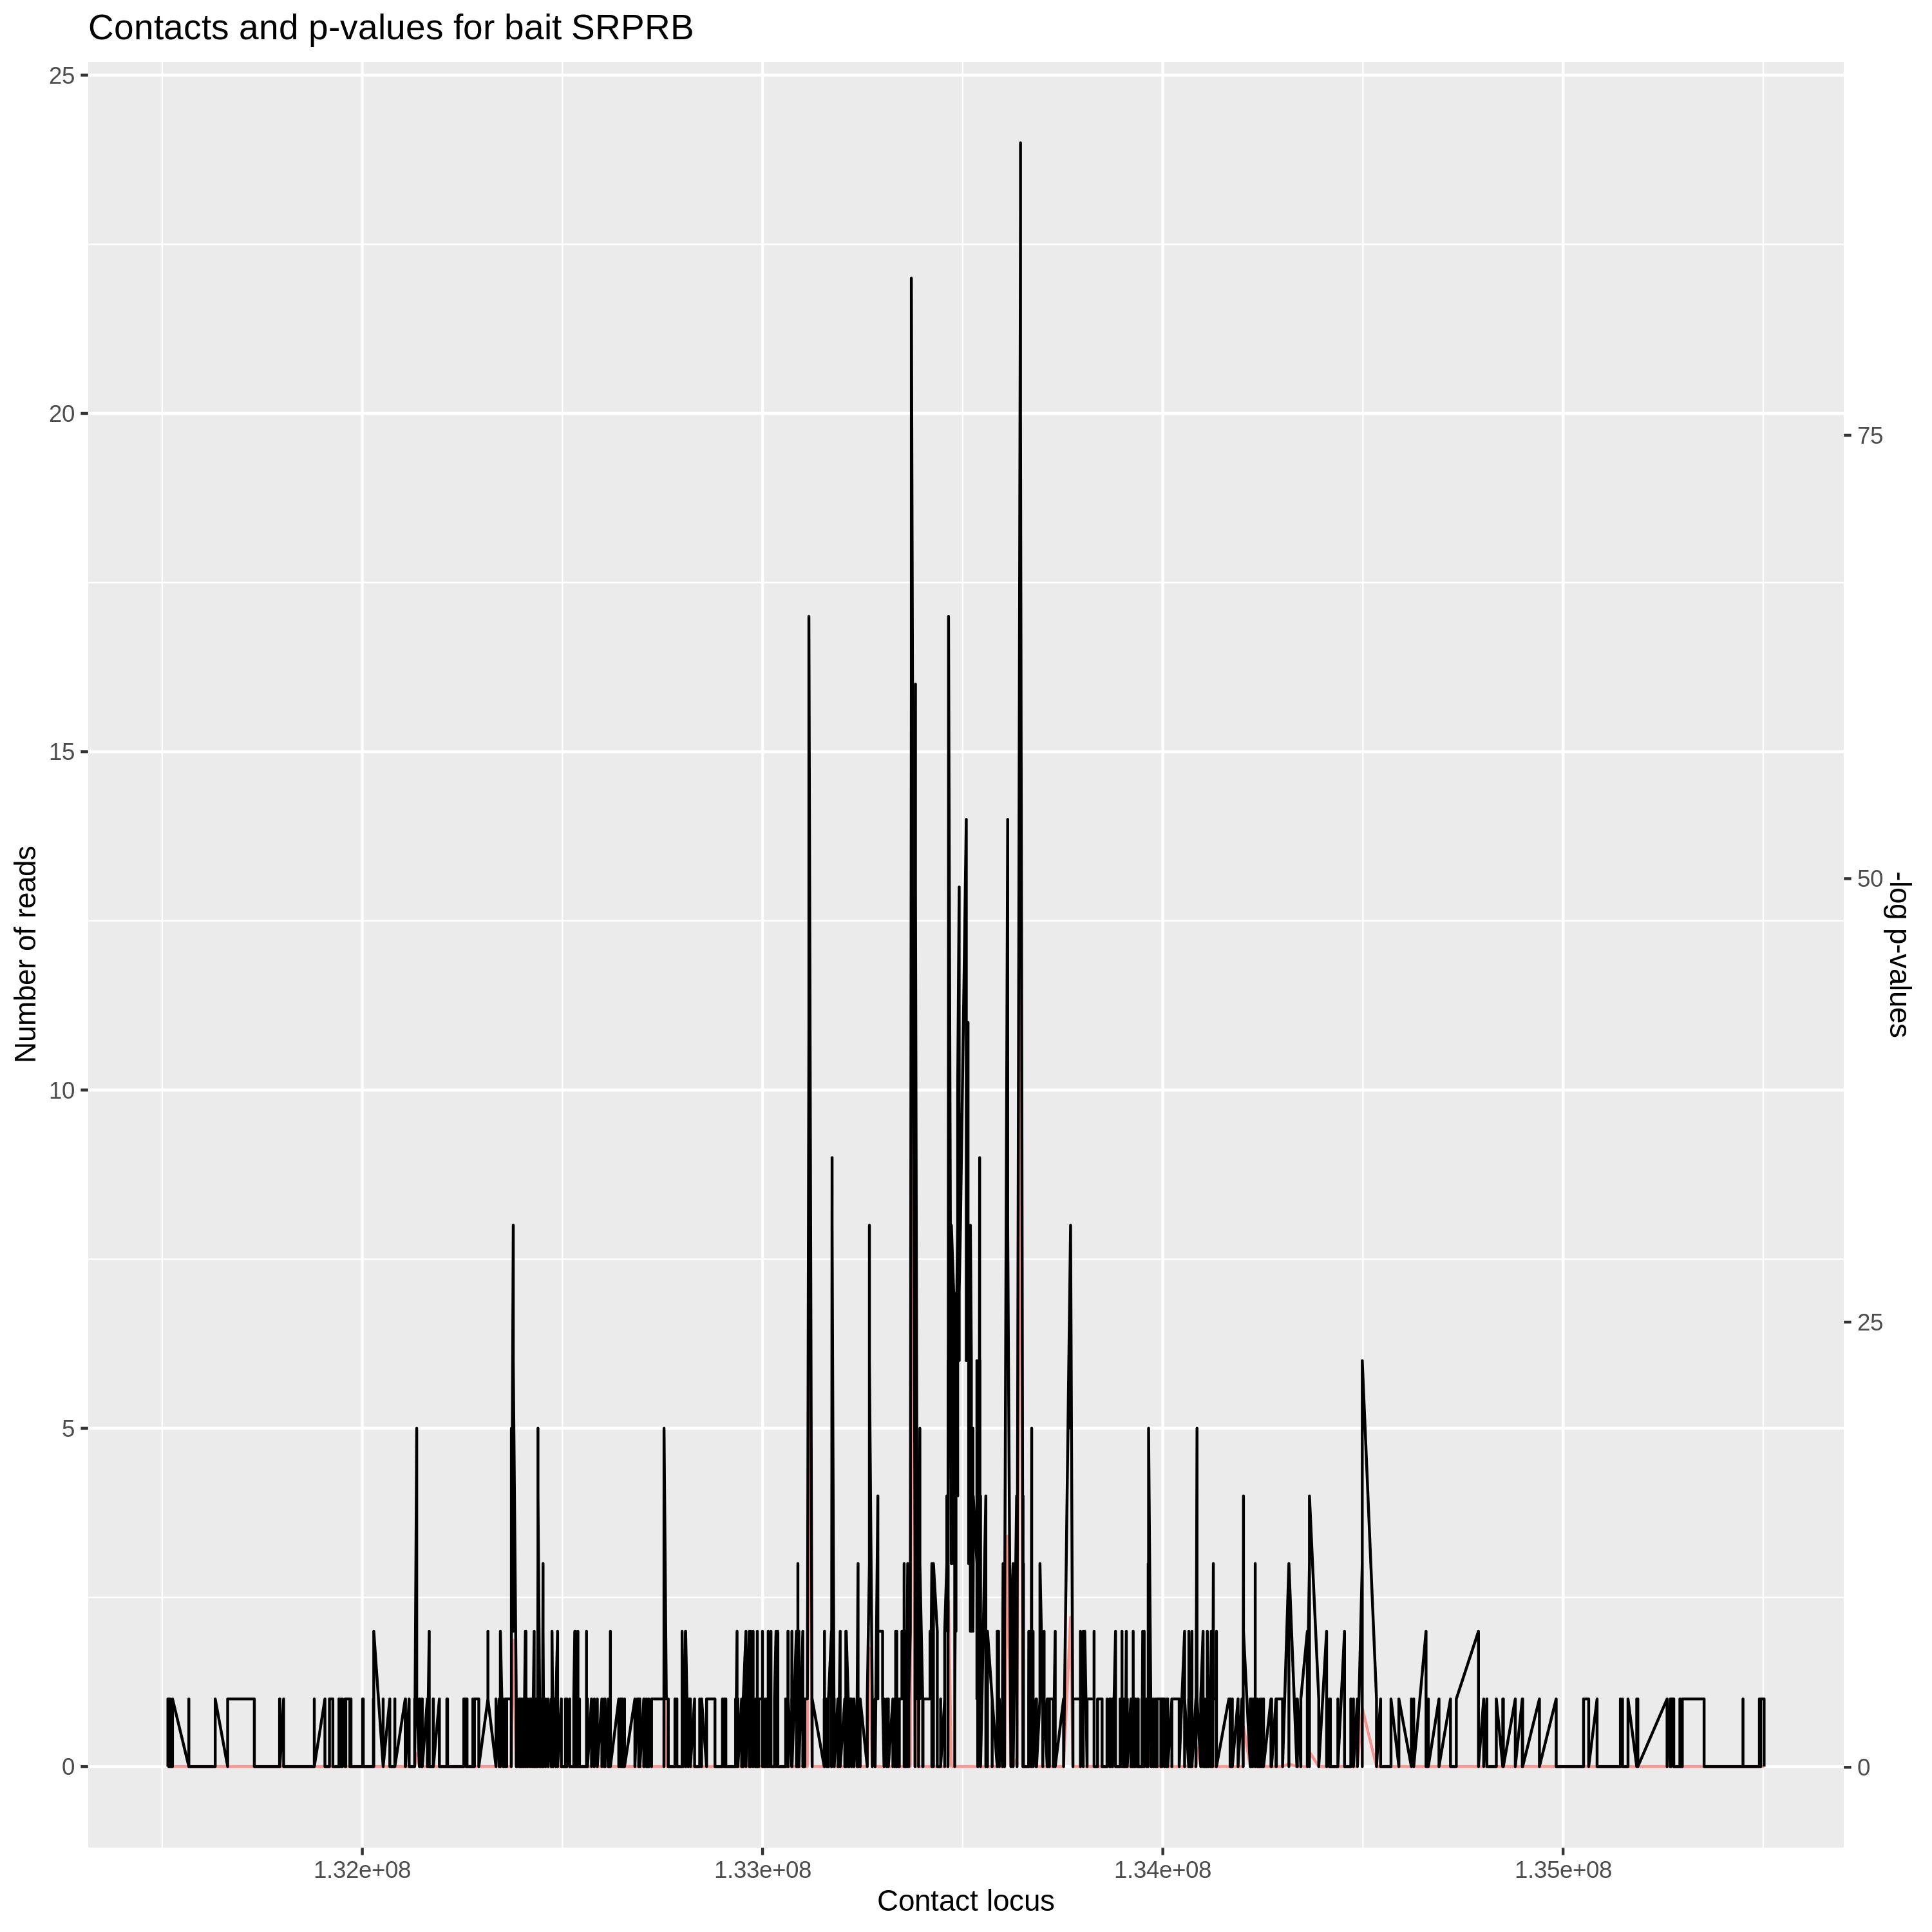 Contacts and p-values for bait SRPRB
25
20
15
10
5
0
Number of reads
75
50
25
0
-log p-values
1.32e+08
1.33e+08
1.34e+08
1.35e+08
Contact locus